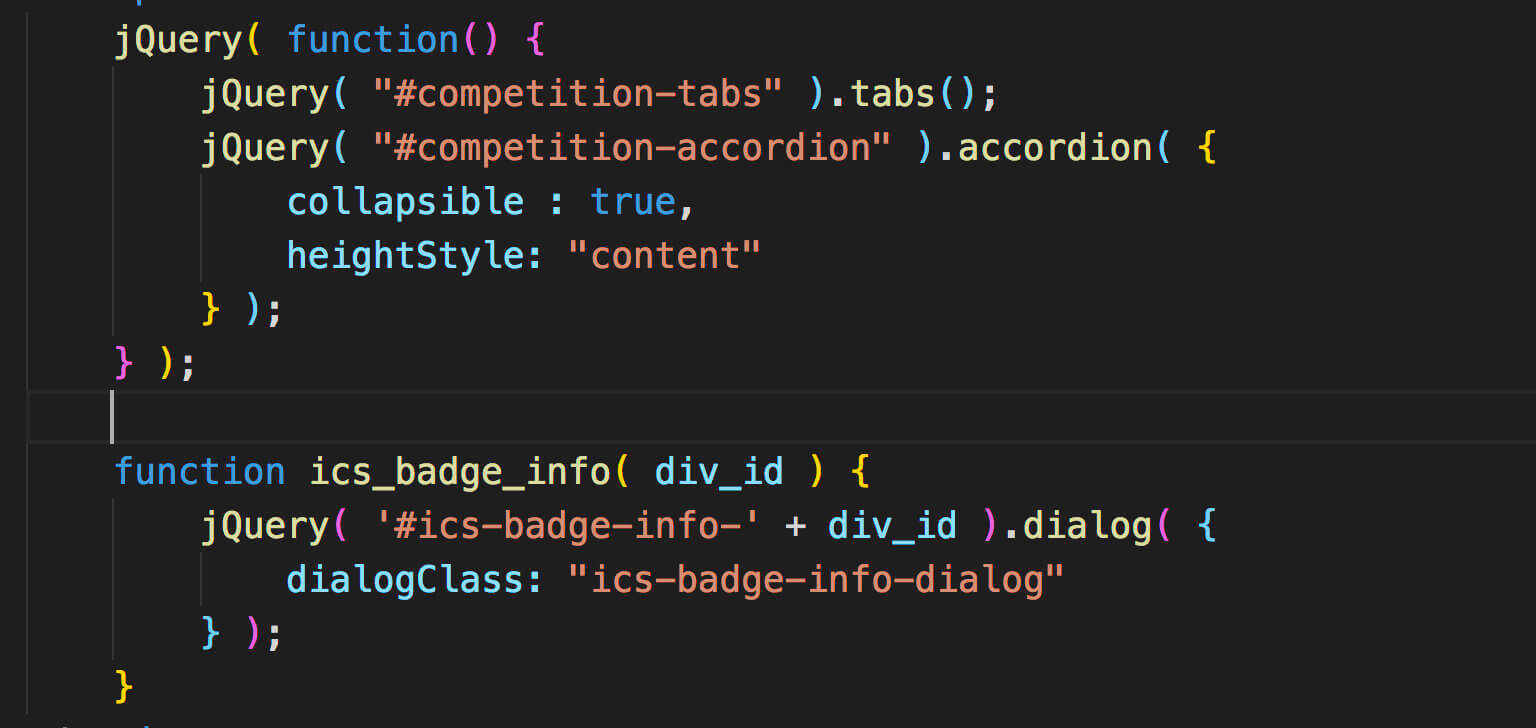 jQuery( function() {
jQuery( "#competition-tabs" ).tabs();
jQuery( "#competition-accordion" ).accordion( {
collapsible : true,
heightStyle: "content"
} );
} );
function ics_badge_info( div_id ) {
jQuery( '#ics-badge-info-' + div_id ).dialog( {
dialogClass: "ics-badge-info-dialog"
} );
}